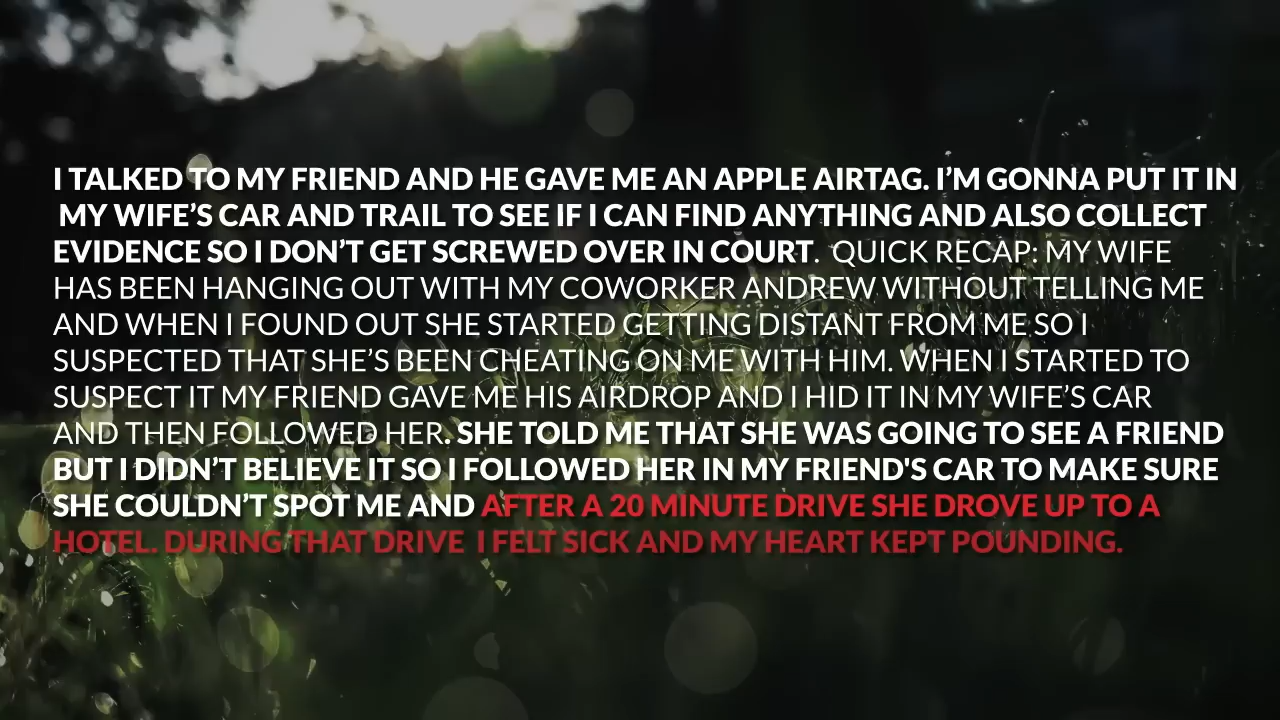 I TALKED TO MY FRIEND AND HE GAVE ME AN APPLE AIRTAG. I'M GONNA PUT IT IN
MY WIFE'S CAR AND TRAIL TO SEE IF I CAN FIND ANYTHING AND ALSO COLLECT
EVIDENCE SO I DON'T GET SCREWED OVER IN COURT. QUICK RECAP: MY WIFE
HAS BEEN HANGING OUT WITH MY COWORKER ANDREW WITHOUT TELLING ME
AND WHEN I FOUND OUT SHE STARTED GETTING DISTANT FROM ME SO I
SUSPECTED THAT SHE'S BEEN CHEATING ON ME WITH HIM. WHEN I STARTED TO
SUSPECT IT MY FRIEND GAVE ME HIS AIRDROP AND I HID IT IN MY WIFE'S CAR
AND THEN FOLLOWED HER. SHE TOLD ME THAT SHE WAS GOING TO SEE A FRIEND
BUT I DIDN'T BELIEVE IT SO I FOLLOWED HER IN MY FRIEND'S CAR TO MAKE SURE
SHE COULDN'T SPOT ME AND AFTER A 20 MINUTE DRIVE SHE DROVE UP TO A
HOTEL. DURING THAT DRIVE I FELT SICK AND MY HEART KEPT POUNDING.